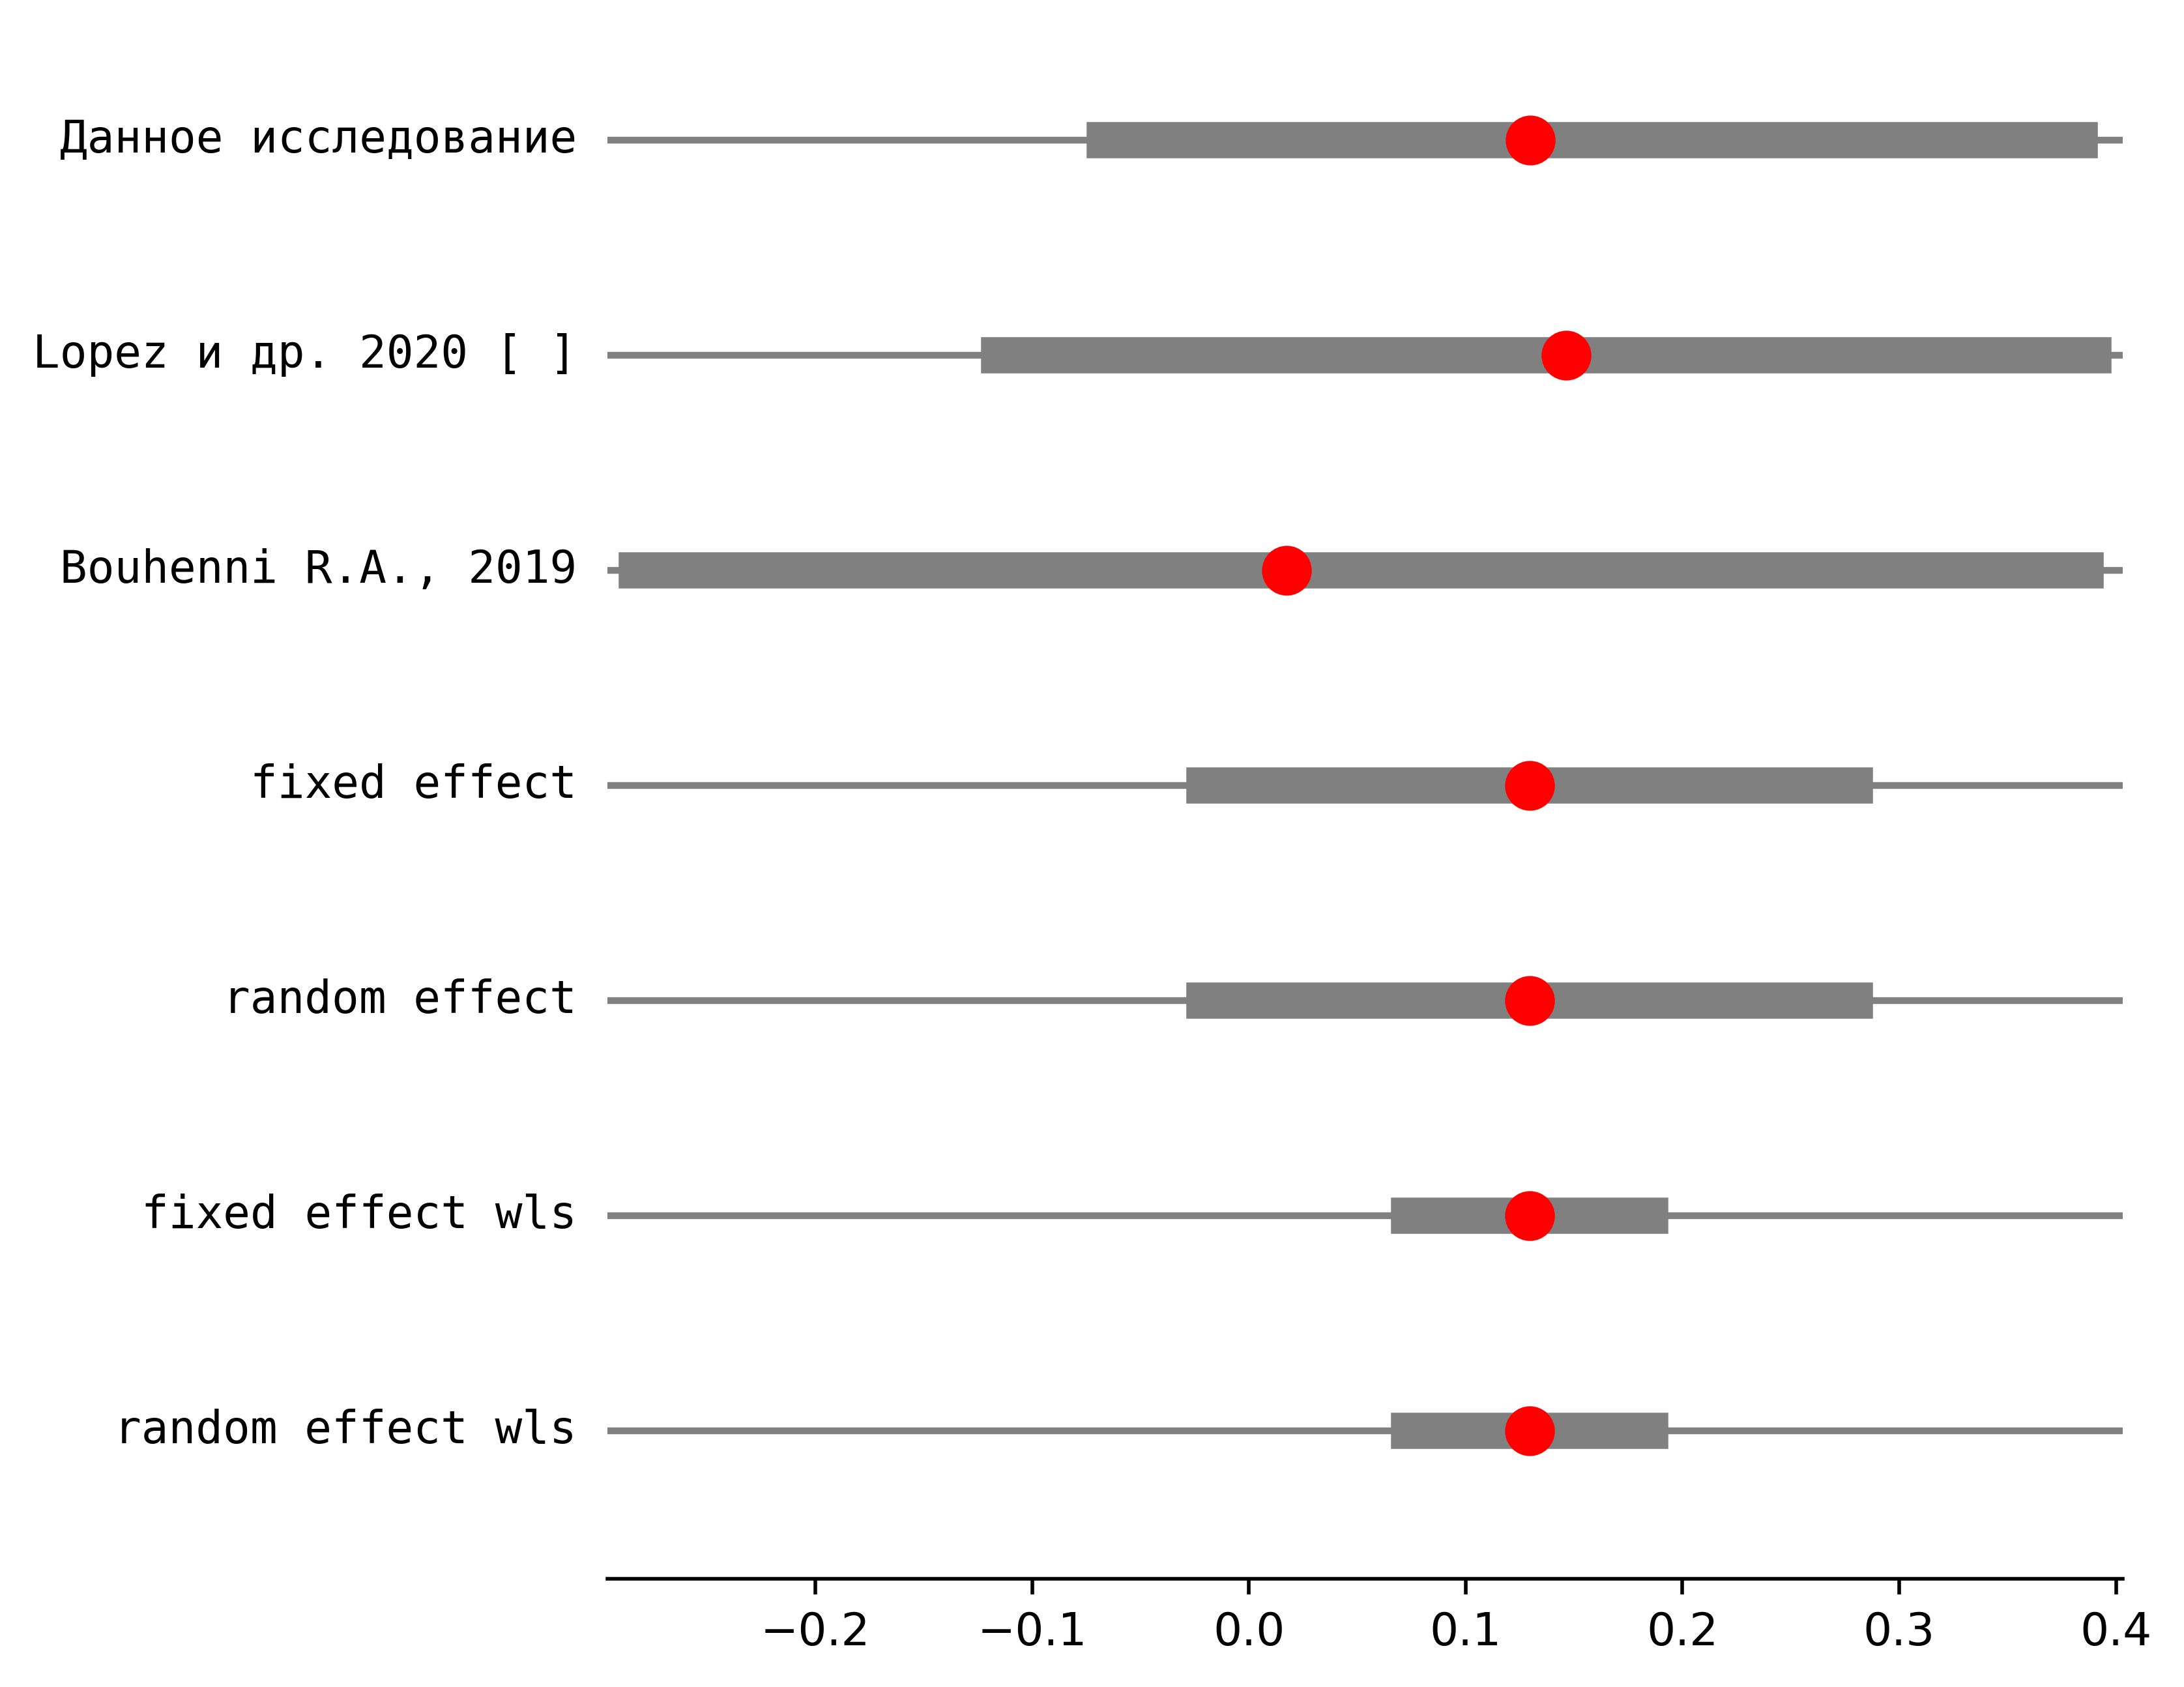 Данное исследование
Lopez и др. 2020 [ ]
Bouhenni R.A., 2019
fixed effect
random effect
fixed effect wls
random effect wls
−0.2 −0.1 0.0 0.1 0.2 0.3 0.4